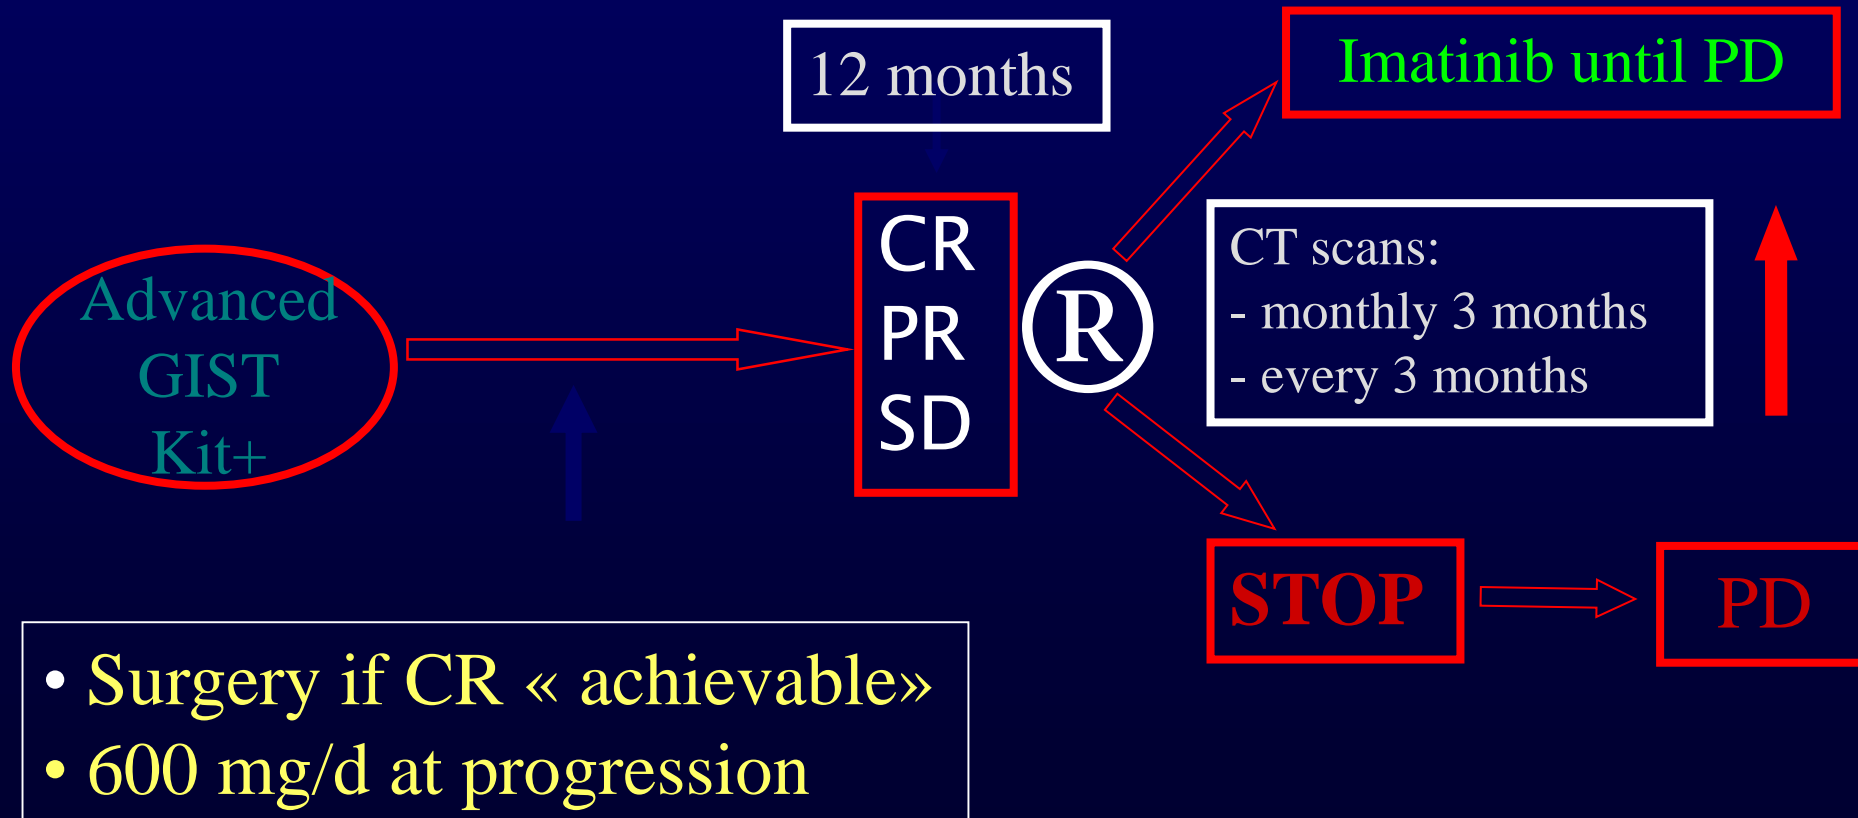 12 months
Imatinib until PD
Advanced
GIST
Kit+
CR
PR
SD
®
CT scans:
- monthly 3 months
- every 3 months
STOP
PD
• Surgery if CR « achievable»
• 600 mg/d at progression